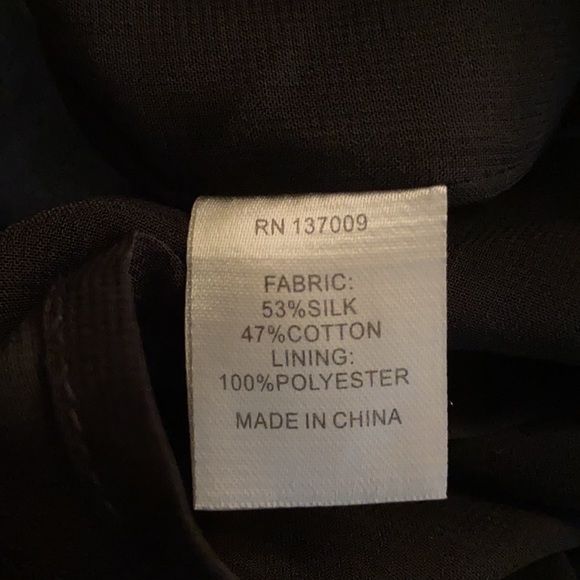 RN 137009
FABRIC:
53%SILK
47%COTTON
LINING:
100%POLYESTER
MADE IN CHINA